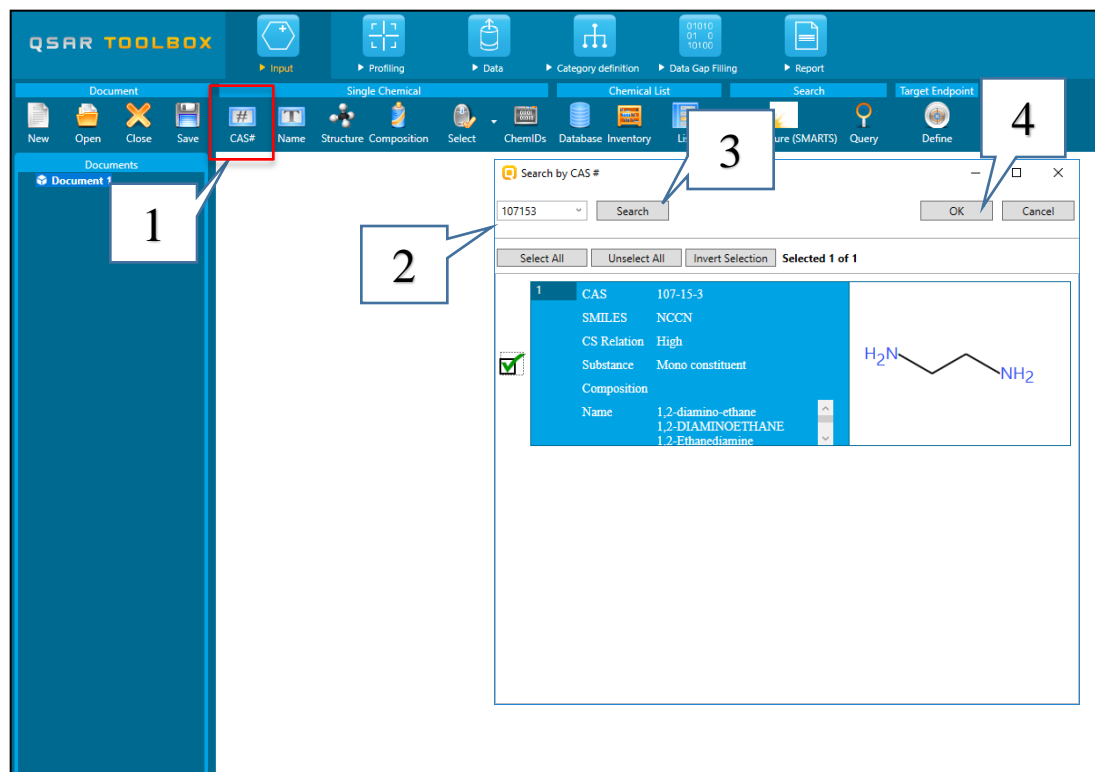 QSAR TOOLBOX
01010
01 0
10100
Input
Profiling
Data
Category definition
Data Gap Filling
Report
Document
Single Chemical
Chemical List
Search
Target Endpoint
#
T
New
Open
Close
Save
CAS#
Name
Structure
Composition
Select
ChemIDs
Database
Inventory
(SMARTS)
Query
Define
4
3
Documents
Document 1
1
2
Search by CAS #
107153
Search
OK
Cancel
Select All
Unselect All
Invert Selection
Selected 1 of 1
1
CAS 107-15-3
SMILES NCCN
CS Relation High
Substance Mono constituent
Composition
Name 1,2-diamino-ethane
1,2-DIAMINOETHANE
1,2-Ethanediamine
H2N
NH2